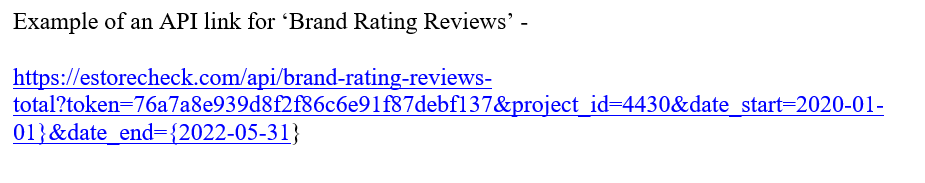 Example of an API link for ‘Brand Rating Reviews’ -
https://estorecheck.com/api/brand-rating-reviews-
total?token=76a7a8e939d8f2f86c6e91f87debf137&project_id=4430&date_start=2020-01-
01}&date_end={2022-05-31}